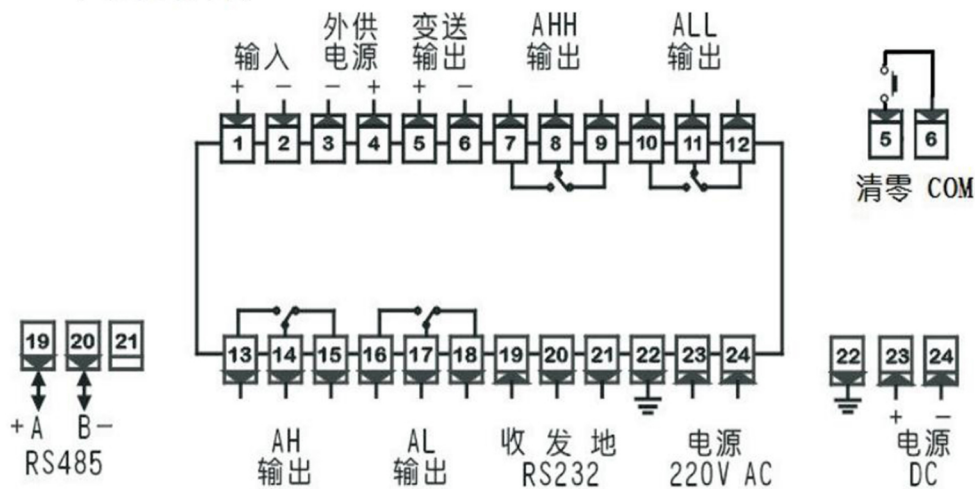 外供 变送 AHH ALL
输入 电源 输出 输出 输出
+ − − + + −
1 2 3 4 5 6 7 8 9 10 11 12
5 6
清零 COM
19 20 21
13 14 15 16 17 18 19 20 21 22 23 24
22 23 24
+A B−
RS485
AH AL 收 发 地 电源
输出 输出 RS232 220V AC
+ −
电源
DC